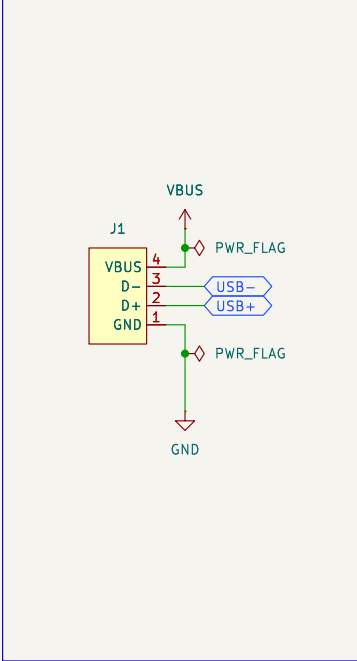 VBUS
J1
PWR_FLAG
VBUS 4
D- 3 USB-
D+ 2 USB+
GND 1
PWR_FLAG
GND